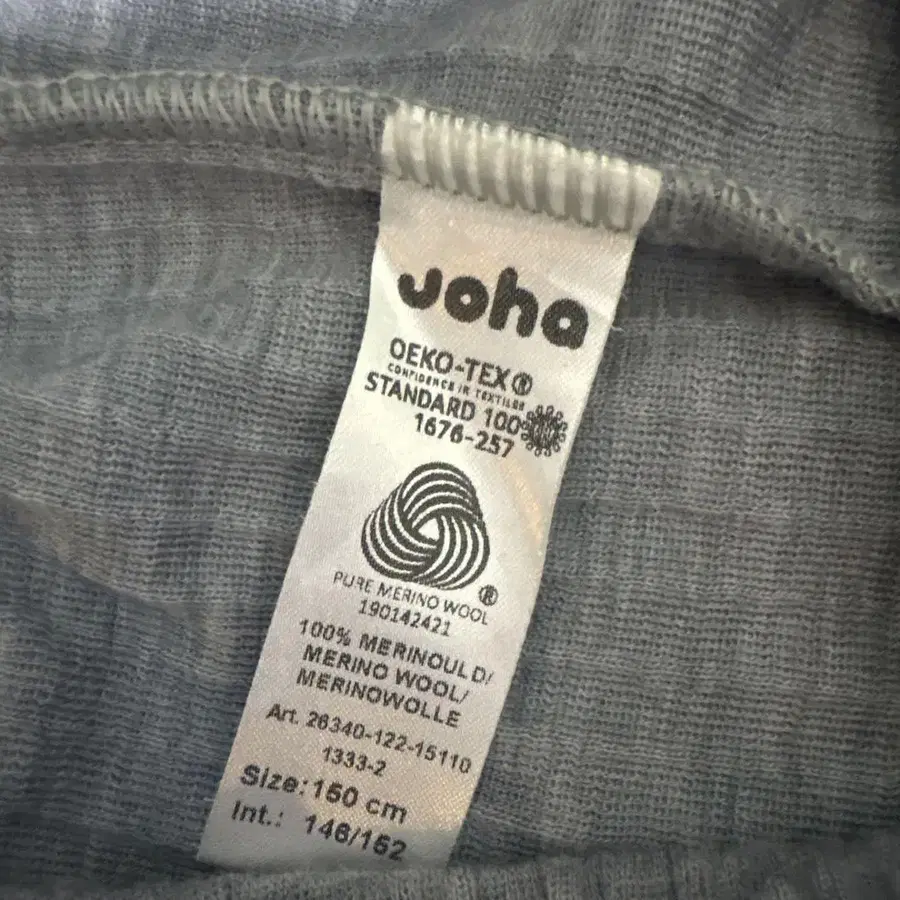 Joha
OEKO-TEX®
CONFIDENCE IN TEXTILES
STANDARD 100
1676-257
PURE MERINO WOOL ®
190142421
100% MERINOULD/
MERINO WOOL/
MERINOWOLLE
Art. 26340-122-15110
1333-2
Size: 150 cm
Int.: 146/152